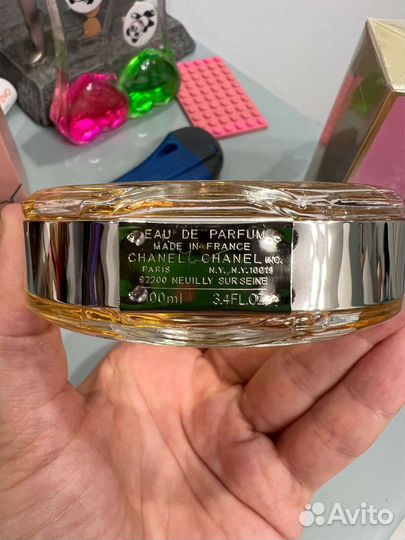 EAU DE PARFUM
MADE IN FRANCE
CHANEL CHANEL INC.
PARIS N.Y. N.Y. 10019
92200 NEUILLY SUR SEINE
00ml 3.4FL.OZ
Avito